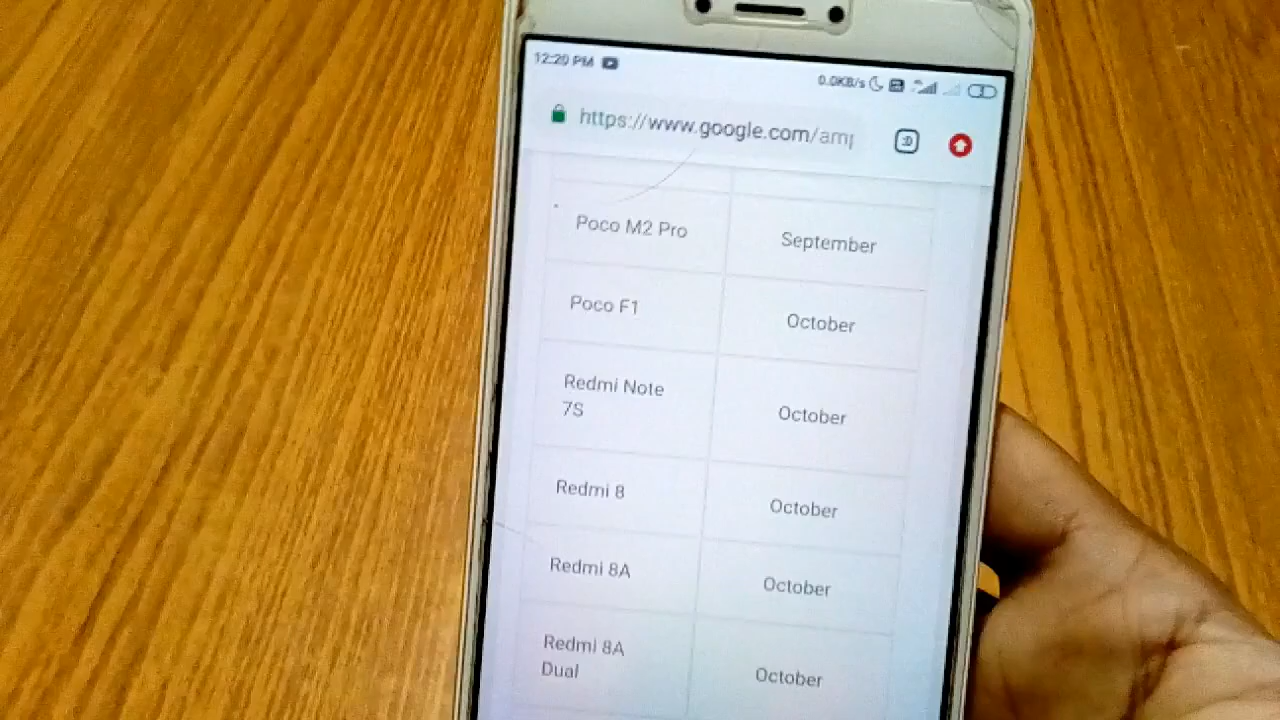 12:20 PM
0.0KB/s
https://www.google.com/amp
:D
Poco M2 Pro
September
Poco F1
October
Redmi Note
7S
October
Redmi 8
October
Redmi 8A
October
Redmi 8A
Dual
October